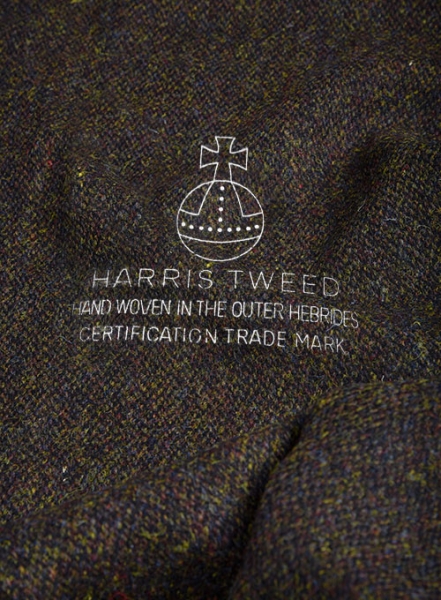 HARRIS TWEED
HAND WOVEN IN THE OUTER HEBRIDES
CERTIFICATION TRADE MARK